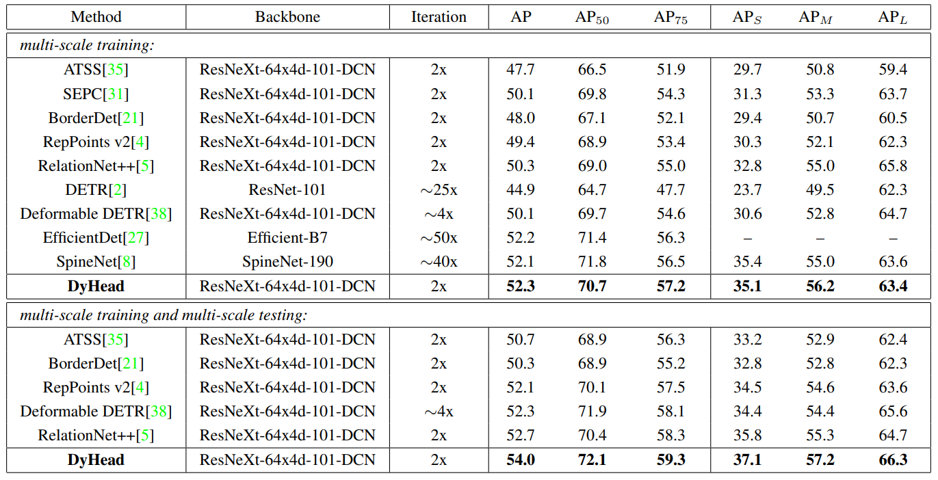 Method Backbone Iteration AP AP50 AP75 APS APM APL
multi-scale training:
ATSS[35] ResNeXt-64x4d-101-DCN 2x 47.7 66.5 51.9 29.7 50.8 59.4
SEPC[31] ResNeXt-64x4d-101-DCN 2x 50.1 69.8 54.3 31.3 53.3 63.7
BorderDet[21] ResNeXt-64x4d-101-DCN 2x 48.0 67.1 52.1 29.4 50.7 60.5
RepPoints v2[4] ResNeXt-64x4d-101-DCN 2x 49.4 68.9 53.4 30.3 52.1 62.3
RelationNet++[5] ResNeXt-64x4d-101-DCN 2x 50.3 69.0 55.0 32.8 55.0 65.8
DETR[2] ResNet-101 ∼25x 44.9 64.7 47.7 23.7 49.5 62.3
Deformable DETR[38] ResNeXt-64x4d-101-DCN ∼4x 50.1 69.7 54.6 30.6 52.8 64.7
EfficientDet[27] Efficient-B7 ∼50x 52.2 71.4 56.3 – – –
SpineNet[8] SpineNet-190 ∼40x 52.1 71.8 56.5 35.4 55.0 63.6
DyHead ResNeXt-64x4d-101-DCN 2x 52.3 70.7 57.2 35.1 56.2 63.4
multi-scale training and multi-scale testing:
ATSS[35] ResNeXt-64x4d-101-DCN 2x 50.7 68.9 56.3 33.2 52.9 62.4
BorderDet[21] ResNeXt-64x4d-101-DCN 2x 50.3 68.9 55.2 32.8 52.8 62.3
RepPoints v2[4] ResNeXt-64x4d-101-DCN 2x 52.1 70.1 57.5 34.5 54.6 63.6
Deformable DETR[38] ResNeXt-64x4d-101-DCN ∼4x 52.3 71.9 58.1 34.4 54.4 65.6
RelationNet++[5] ResNeXt-64x4d-101-DCN 2x 52.7 70.4 58.3 35.8 55.3 64.7
DyHead ResNeXt-64x4d-101-DCN 2x 54.0 72.1 59.3 37.1 57.2 66.3